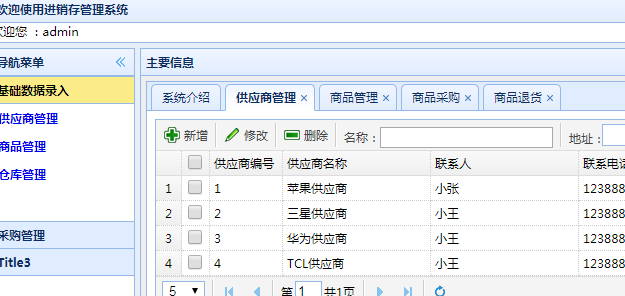 欢迎使用进销存管理系统
欢迎您 ：admin
导航菜单
主要信息
基础数据录入
系统介绍 供应商管理 商品管理 商品采购 商品退货
供应商管理
新增 修改 删除 名称： 地址：
商品管理
供应商编号 供应商名称 联系人 联系电话
仓库管理
1 1 苹果供应商 小张 123888
2 2 三星供应商 小王 123888
3 3 华为供应商 小王 123888
采购管理
4 4 TCL供应商 小王 123888
Title3
5 第 1 共1页